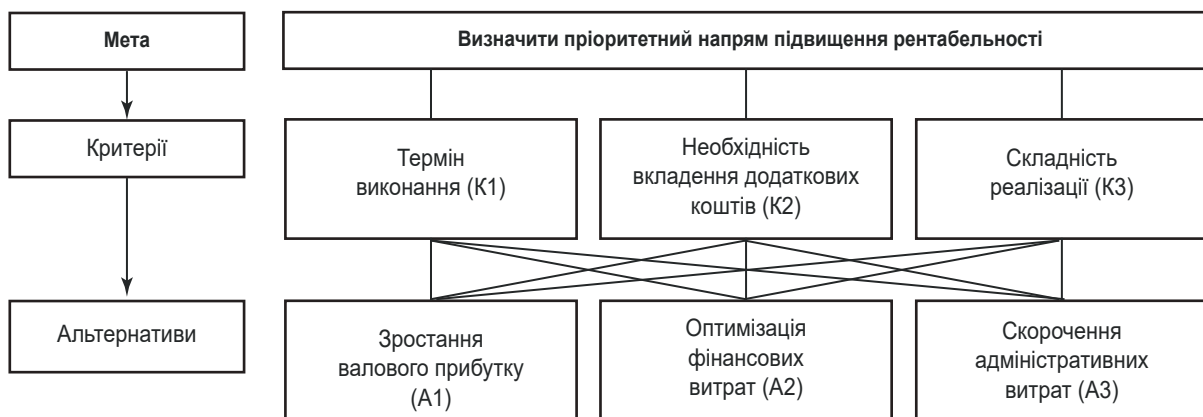 Мета
Визначити пріоритетний напрям підвищення рентабельності
Критерії
Термін
виконання (К1)
Необхідність
вкладення додаткових
коштів (К2)
Складність
реалізації (К3)
Альтернативи
Зростання
валового прибутку
(А1)
Оптимізація
фінансових
витрат (А2)
Скорочення
адміністративних
витрат (А3)